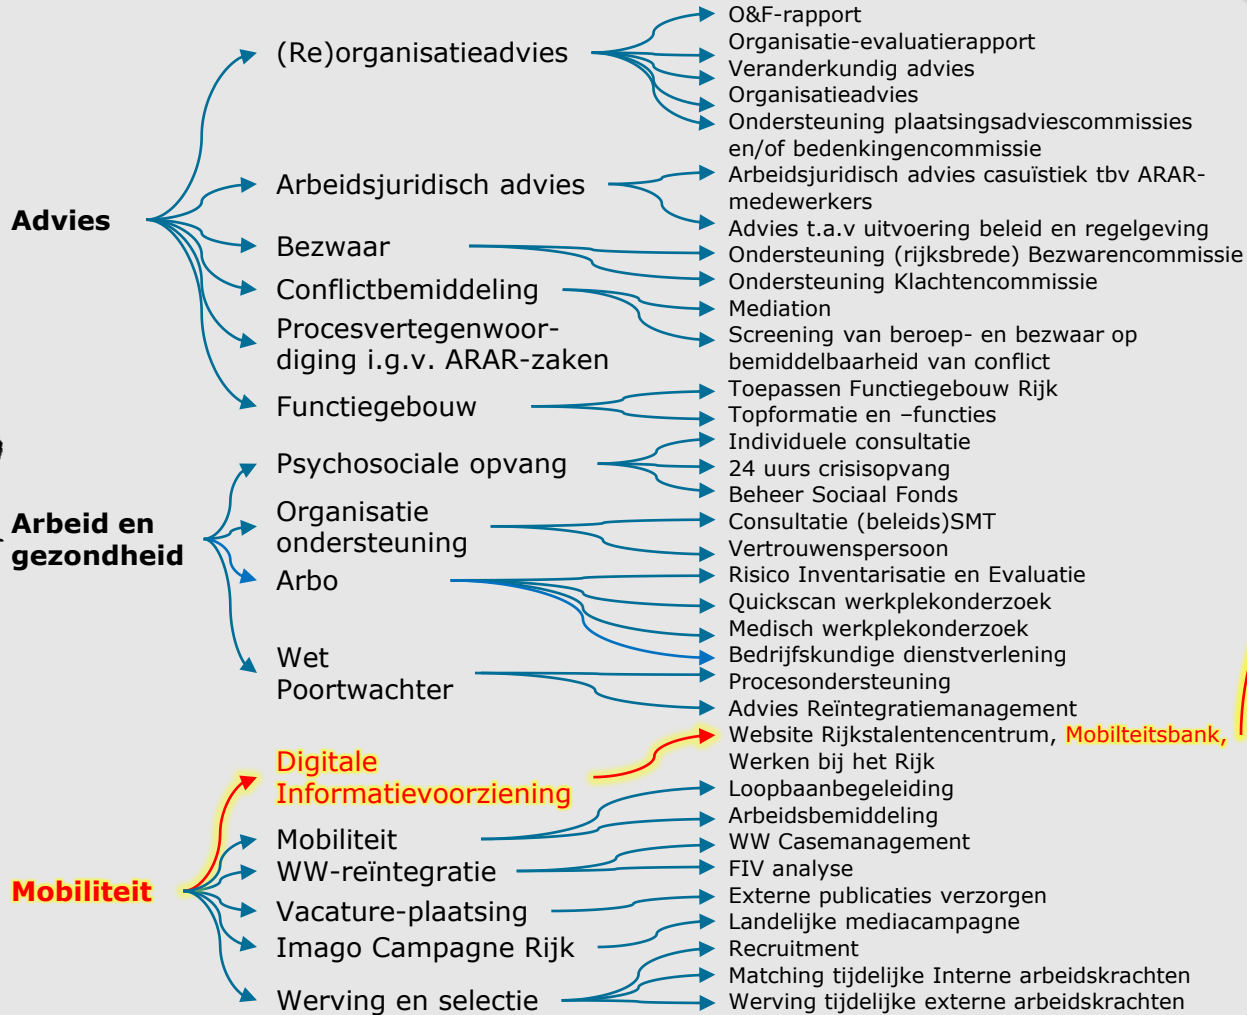 O&F-rapport
(Re)organisatieadvies
Organisatie-evaluatierapport
Veranderkundig advies
Organisatieadvies
Ondersteuning plaatsingsadviescommissies
en/of bedenkingencommissie
Advies
Arbeidsjuridisch advies
Arbeidsjuridisch advies casuïstiek tbv ARAR-
medewerkers
Advies t.a.v uitvoering beleid en regelgeving
Bezwaar
Ondersteuning (rijksbrede) Bezwarencommissie
Ondersteuning Klachtencommissie
Conflictbemiddeling
Mediation
Screening van beroep- en bezwaar op
bemiddelbaarheid van conflict
Procesvertegenwoor-
diging i.g.v. ARAR-zaken
Functiegebouw
Toepassen Functiegebouw Rijk
Topformatie en –functies
Arbeid en
gezondheid
Psychosociale opvang
Individuele consultatie
24 uurs crisisopvang
Beheer Sociaal Fonds
Organisatie
ondersteuning
Consultatie (beleids)SMT
Vertrouwenspersoon
Arbo
Risico Inventarisatie en Evaluatie
Quickscan werkplekonderzoek
Medisch werkplekonderzoek
Bedrijfskundige dienstverlening
Wet
Poortwachter
Procesondersteuning
Advies Reïntegratiemanagement
Mobiliteit
Digitale
Informatievoorziening
Website Rijkstalentencentrum, Mobilteitsbank,
Werken bij het Rijk
Mobiliteit
Loopbaanbegeleiding
Arbeidsbemiddeling
WW-reïntegratie
WW Casemanagement
FIV analyse
Vacature-plaatsing
Externe publicaties verzorgen
Imago Campagne Rijk
Landelijke mediacampagne
Werving en selectie
Recruitment
Matching tijdelijke Interne arbeidskrachten
Werving tijdelijke externe arbeidskrachten